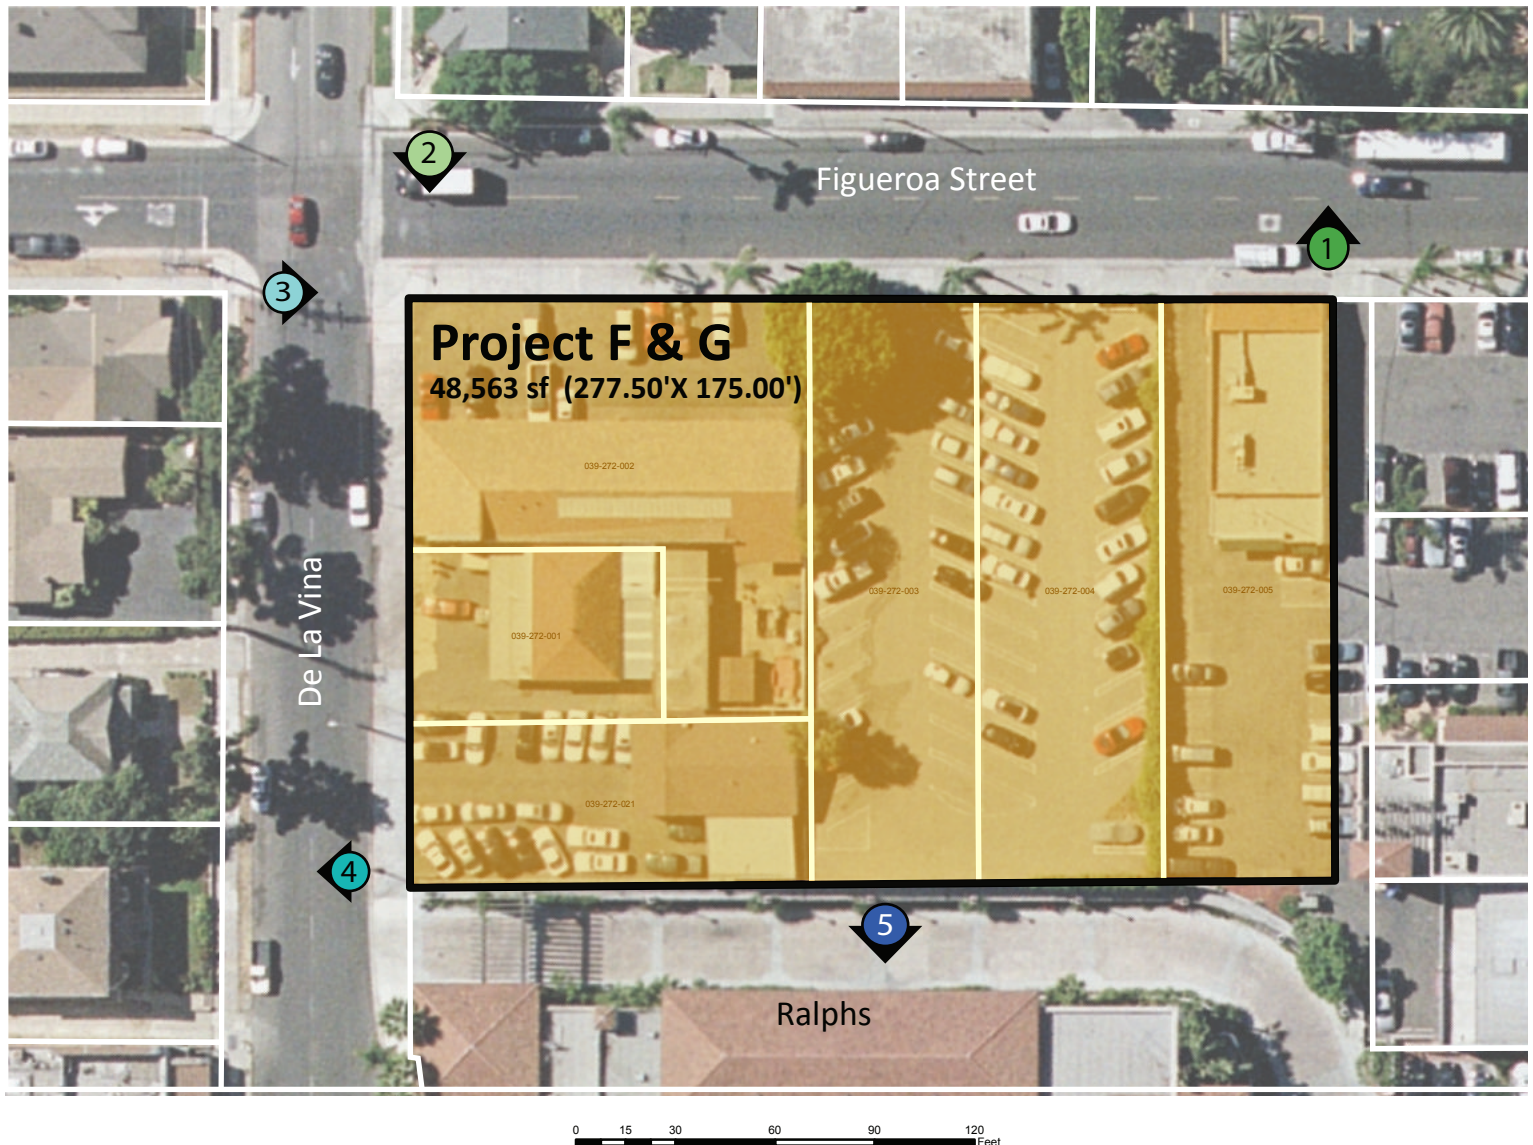 2
Figueroa Street
1
3
Project F & G
48,563 sf  (277.50'X 175.00')
039-272-002
039-272-003
039-272-004
039-272-005
De La Vina
039-272-001
039-272-021
4
5
Ralphs
0 15 30 60 90 120
Feet